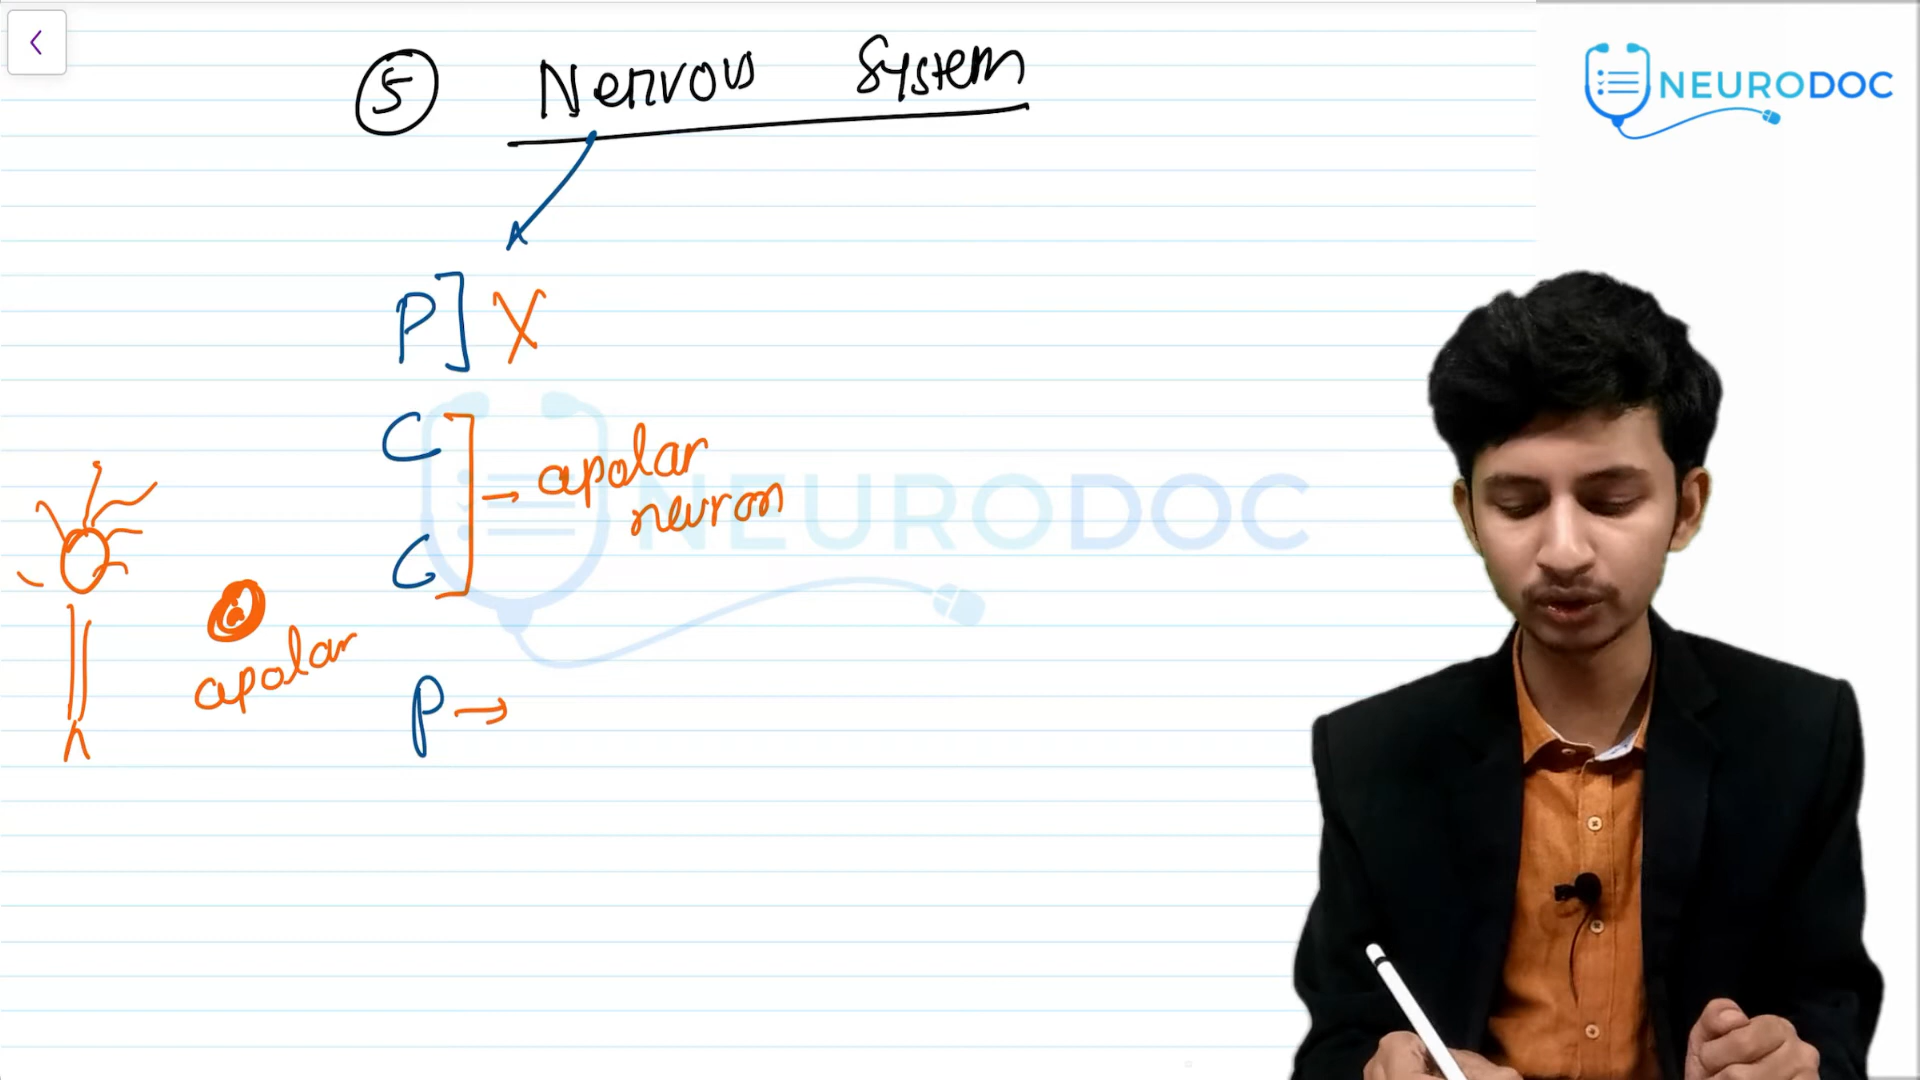 5 Nervous System
NEURODOC
P] X
C
apolar
neuron
NEURODOC
C
apolar
P →